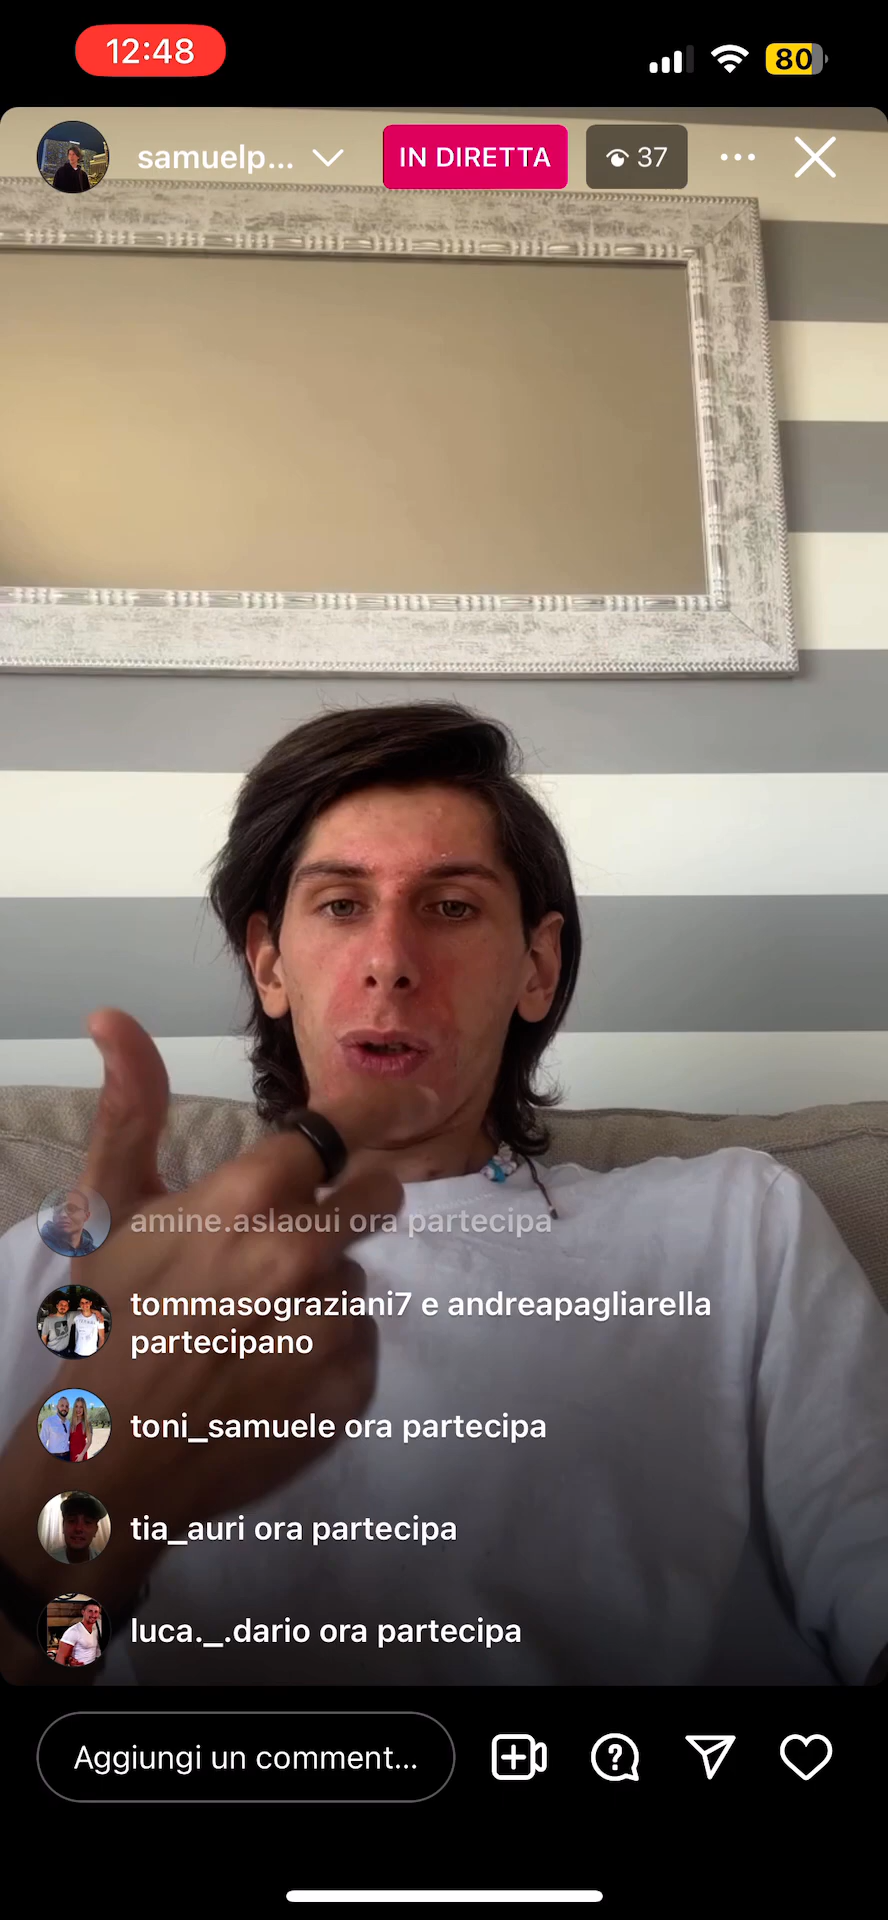 12:48
80
samuelp...
IN DIRETTA
37
amine.aslaoui ora partecipa
tommasograziani7 e andreapagliarella
partecipano
toni_samuele ora partecipa
tia_auri ora partecipa
luca._.dario ora partecipa
Aggiungi un comment...